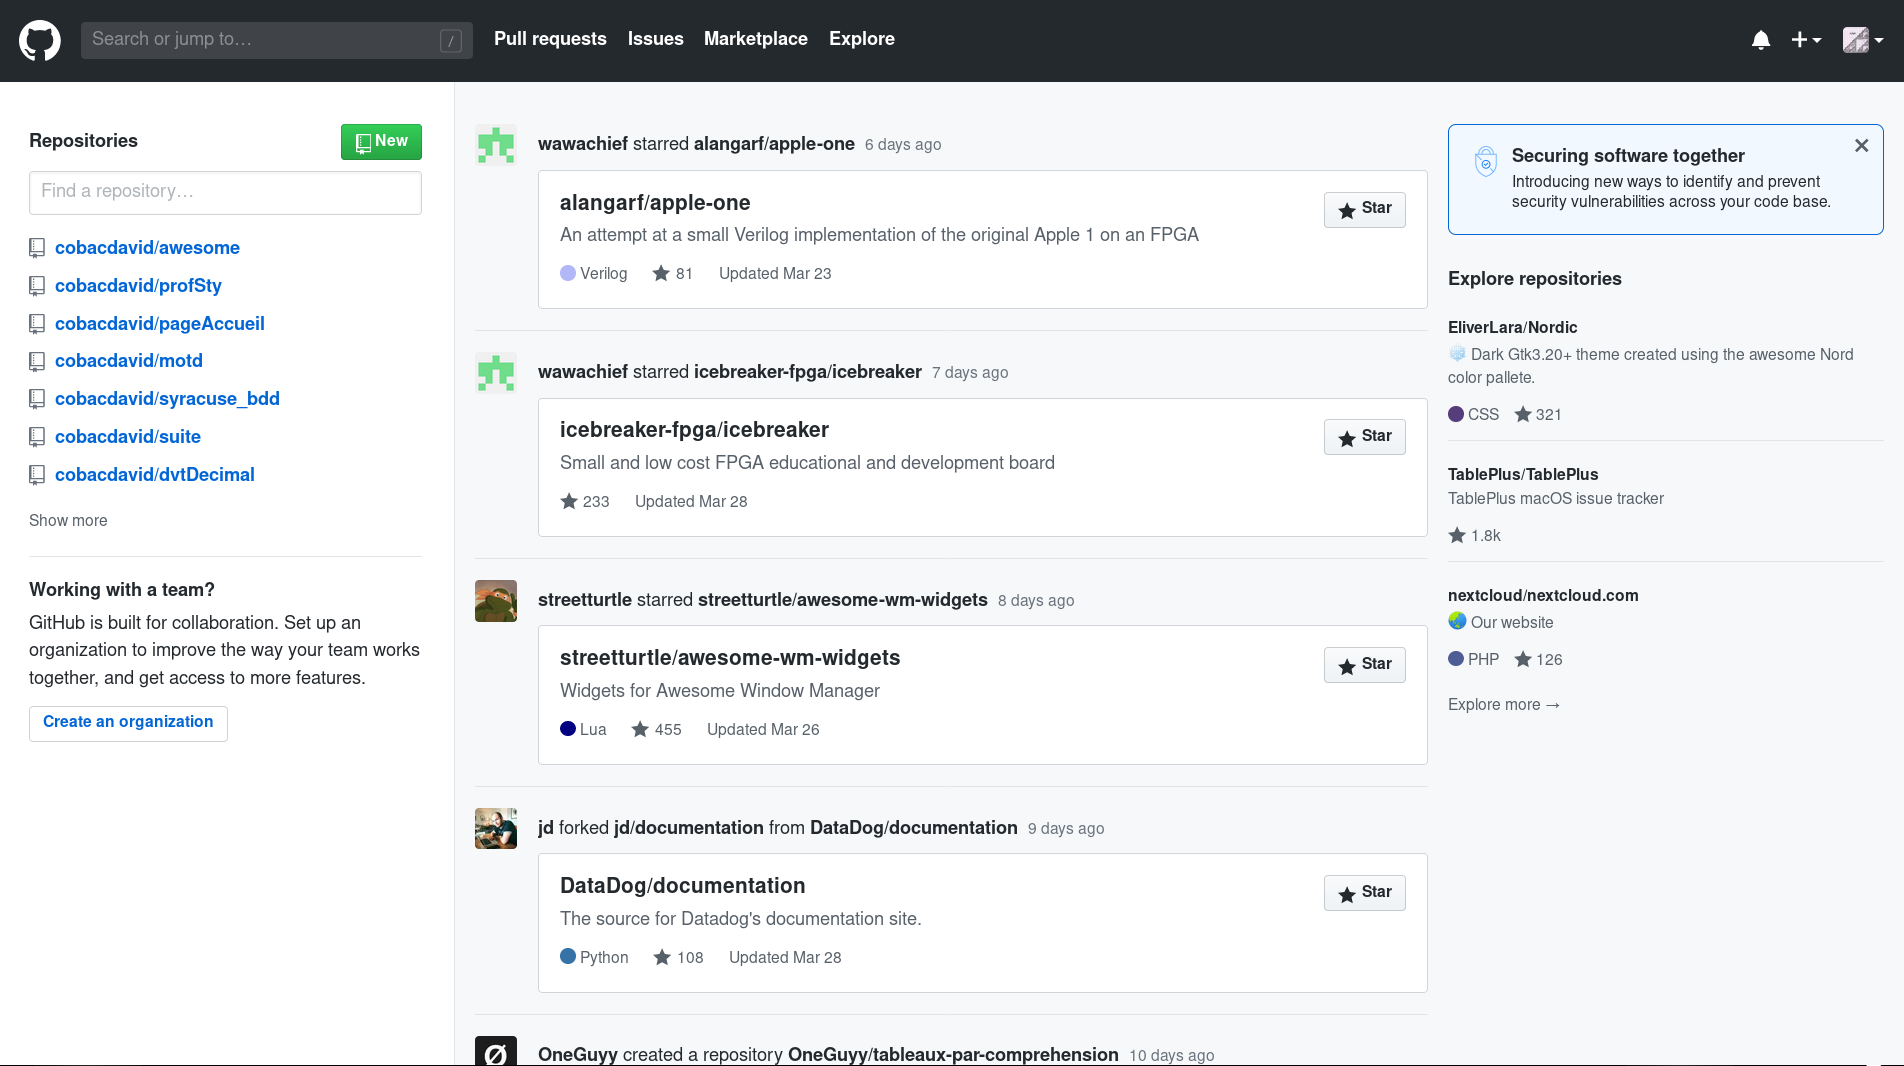 Search or jump to…
/
Pull requests
Issues
Marketplace
Explore
Repositories
New
Find a repository…
cobacdavid/awesome
cobacdavid/profSty
cobacdavid/pageAccueil
cobacdavid/motd
cobacdavid/syracuse_bdd
cobacdavid/suite
cobacdavid/dvtDecimal
Show more
Working with a team?
GitHub is built for collaboration. Set up an
organization to improve the way your team works
together, and get access to more features.
Create an organization
wawachief starred alangarf/apple-one 6 days ago
alangarf/apple-one
Star
An attempt at a small Verilog implementation of the original Apple 1 on an FPGA
Verilog 81 Updated Mar 23
wawachief starred icebreaker-fpga/icebreaker 7 days ago
icebreaker-fpga/icebreaker
Star
Small and low cost FPGA educational and development board
233 Updated Mar 28
streetturtle starred streetturtle/awesome-wm-widgets 8 days ago
streetturtle/awesome-wm-widgets
Star
Widgets for Awesome Window Manager
Lua 455 Updated Mar 26
jd forked jd/documentation from DataDog/documentation 9 days ago
DataDog/documentation
Star
The source for Datadog's documentation site.
Python 108 Updated Mar 28
OneGuyy created a repository OneGuyy/tableaux-par-comprehension 10 days ago
Securing software together
Introducing new ways to identify and prevent
security vulnerabilities across your code base.
Explore repositories
EliverLara/Nordic
Dark Gtk3.20+ theme created using the awesome Nord
color pallete.
CSS 321
TablePlus/TablePlus
TablePlus macOS issue tracker
1.8k
nextcloud/nextcloud.com
Our website
PHP 126
Explore more →